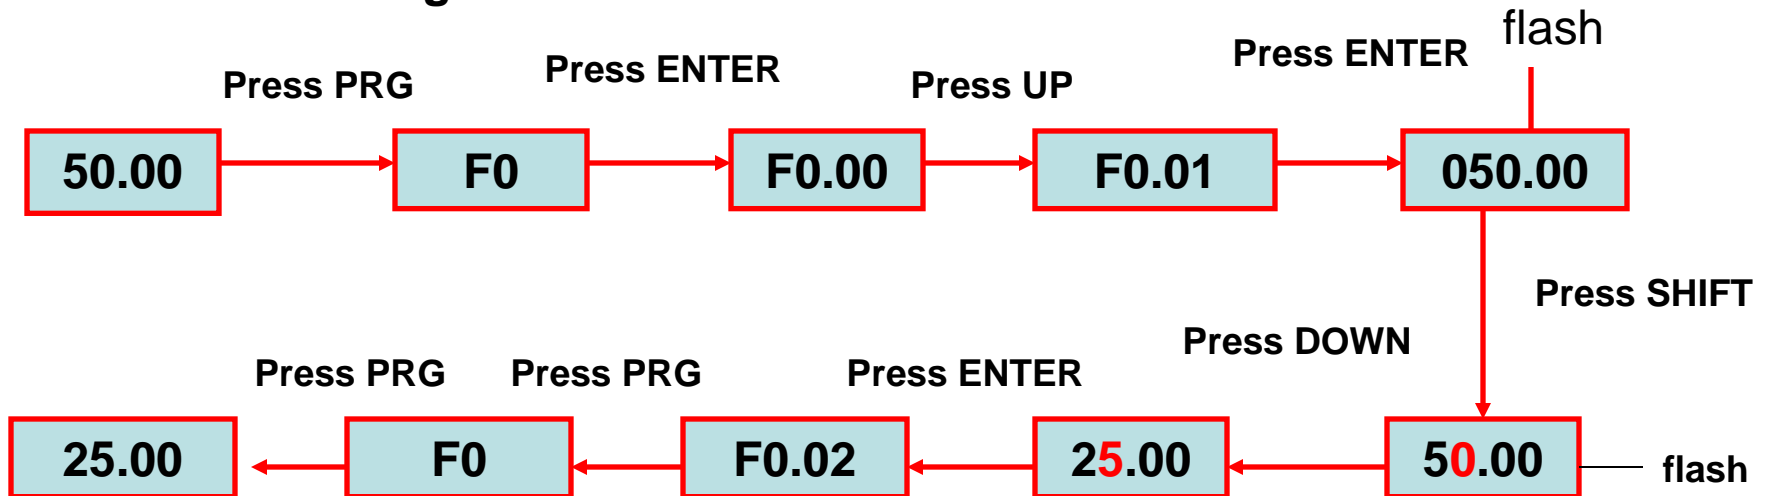 g
flash
Press PRG
Press ENTER
Press UP
Press ENTER
50.00
F0
F0.00
F0.01
050.00
Press SHIFT
Press DOWN
Press PRG
Press PRG
Press ENTER
25.00
F0
F0.02
25.00
50.00
flash